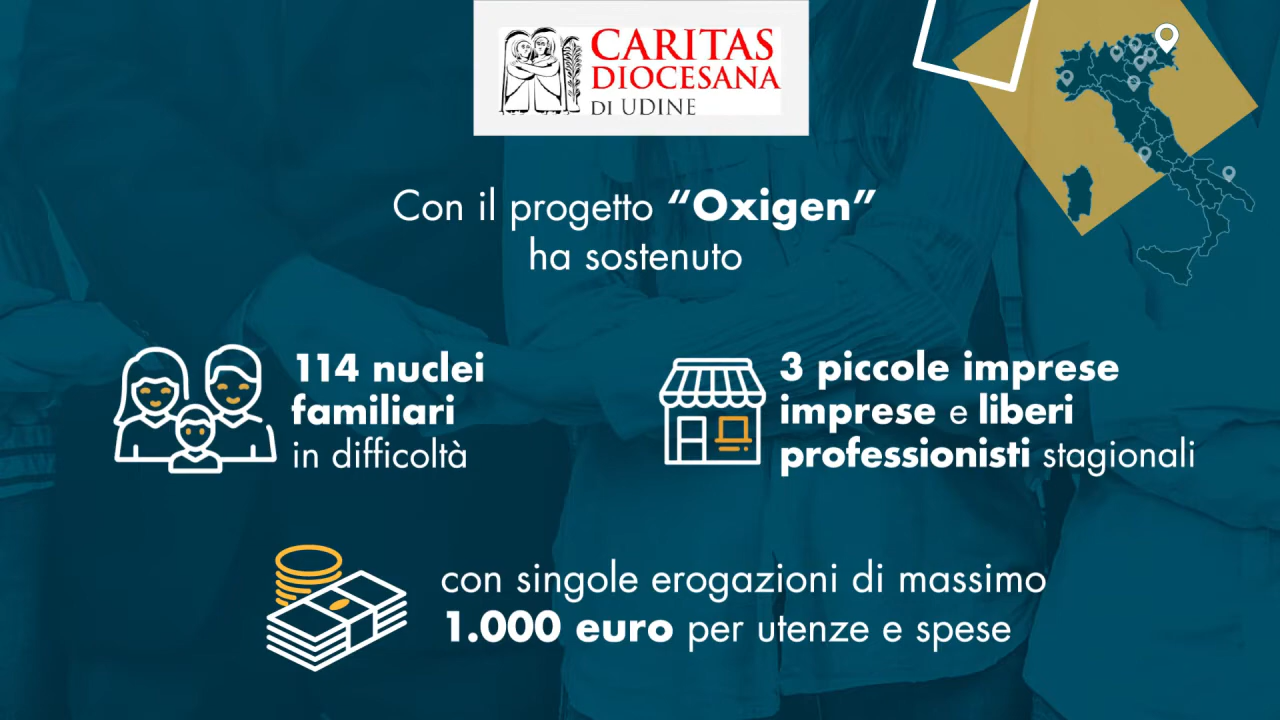 CARITAS
DIOCESANA
DI UDINE
Con il progetto “Oxigen”
ha sostenuto
114 nuclei
familiari
in difficoltà
3 piccole imprese
imprese e liberi
professionisti stagionali
con singole erogazioni di massimo
1.000 euro per utenze e spese